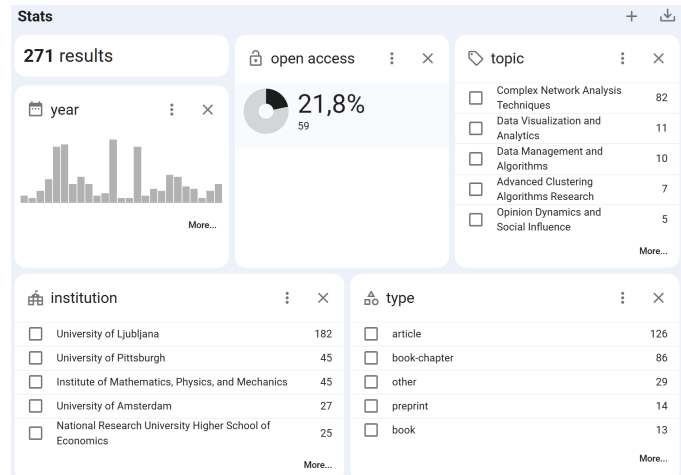 Stats
271 results
year
More...
open access
21,8%
59
topic
Complex Network Analysis
Techniques
82
Data Visualization and
Analytics
11
Data Management and
Algorithms
10
Advanced Clustering
Algorithms Research
7
Opinion Dynamics and
Social Influence
5
More...
institution
University of Ljubljana 182
University of Pittsburgh 45
Institute of Mathematics, Physics, and Mechanics 45
University of Amsterdam 27
National Research University Higher School of
Economics
25
More...
type
article 126
book-chapter 86
other 29
preprint 14
book 13
More...